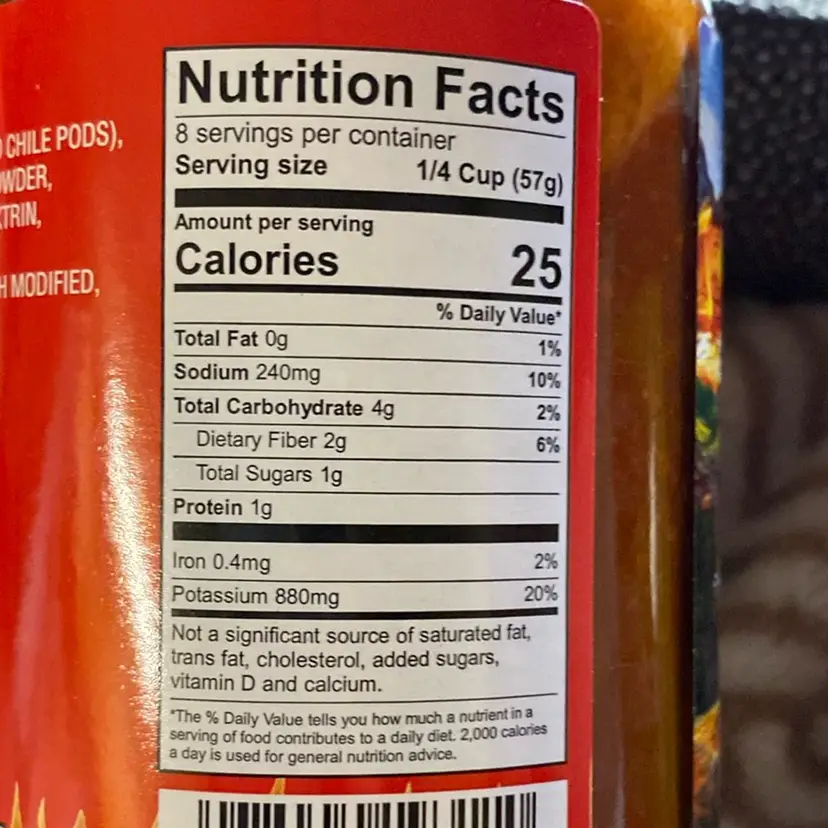 CHILE PODS),
TRIN,
MODIFIED,
Nutrition Facts
8 servings per container
Serving size 1/4 Cup (57g)
Amount per serving
Calories 25
% Daily Value*
Total Fat 0g 1%
Sodium 240mg 10%
Total Carbohydrate 4g 2%
Dietary Fiber 2g 6%
Total Sugars 1g
Protein 1g
Iron 0.4mg 2%
Potassium 880mg 20%
Not a significant source of saturated fat,
trans fat, cholesterol, added sugars,
vitamin D and calcium.
*The % Daily Value tells you how much a nutrient in a
serving of food contributes to a daily diet. 2,000 calories
a day is used for general nutrition advice.